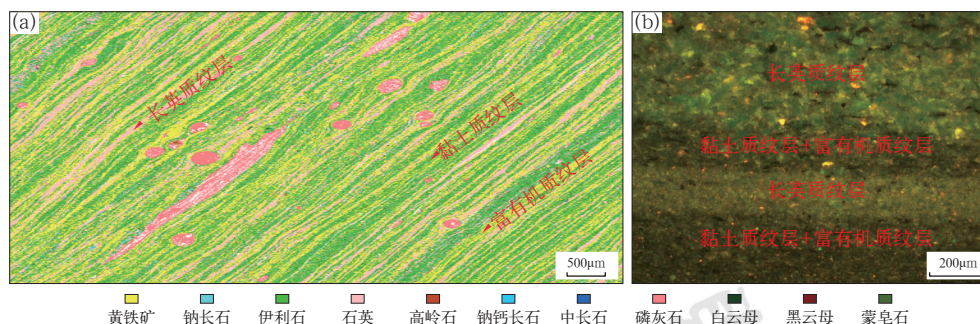 (a)
长英质纹层
黏土质纹层
富有机质纹层
500μm
(b)
长英质纹层
黏土质纹层+富有机质纹层
长英质纹层
黏土质纹层+富有机质纹层
200μm
黄铁矿 钠长石 伊利石 石英 高岭石 钠钙长石 中长石 磷灰石 白云母 黑云母 蒙皂石